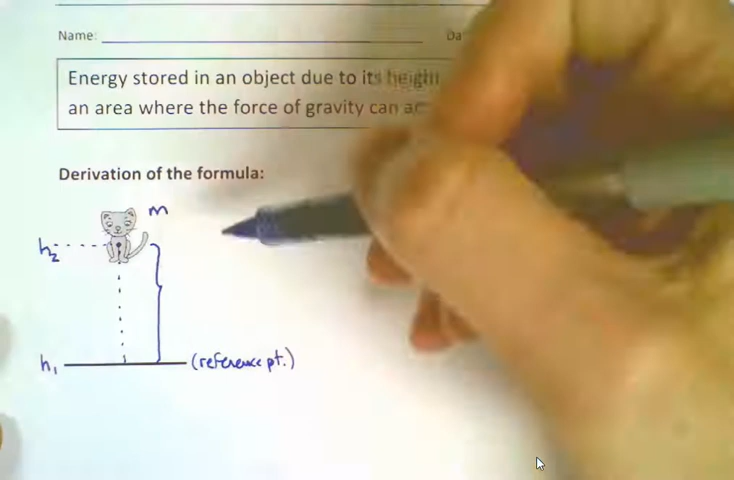 Name:
Energy stored in an object due to its height
an area where the force of gravity can
Derivation of the formula:
m
h₂
h₁ (reference pt.)